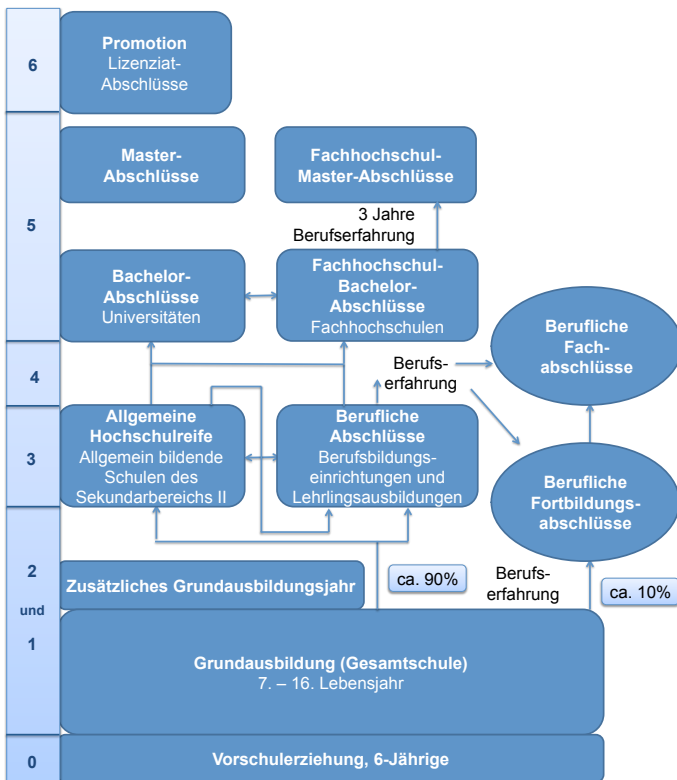 6
Promotion
Lizenziat-
Abschlüsse
5
Master-
Abschlüsse
Fachhochschul-
Master-Abschlüsse
3 Jahre
Berufserfahrung
Bachelor-
Abschlüsse
Universitäten
Fachhochschul-
Bachelor-
Abschlüsse
Fachhochschulen
Berufliche
Fach-
abschlüsse
4
Berufs-
erfahrung
3
Allgemeine
Hochschulreife
Allgemein bildende
Schulen des
Sekundarbereichs II
Berufliche
Abschlüsse
Berufsbildungs-
einrichtungen und
Lehrlingsausbildungen
Berufliche
Fortbildungs-
abschlüsse
2
und
1
Zusätzliches Grundausbildungsjahr
ca. 90%
Berufs-
erfahrung
ca. 10%
Grundausbildung (Gesamtschule)
7. – 16. Lebensjahr
0
Vorschulerziehung, 6-Jährige